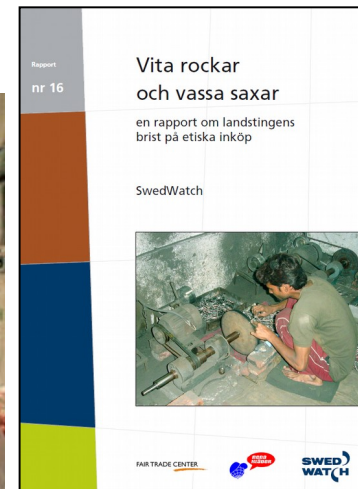 Rapport
nr 16
Vita rockar
och vassa saxar
en rapport om landstingens
brist på etiska inköp
SwedWatch
FAIR TRADE CENTER
SWED
WATCH